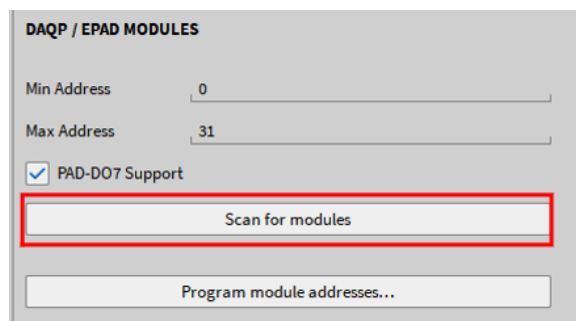 DAQP / EPAD MODULES
Min Address 0
Max Address 31
PAD-DO7 Support
Scan for modules
Program module addresses...